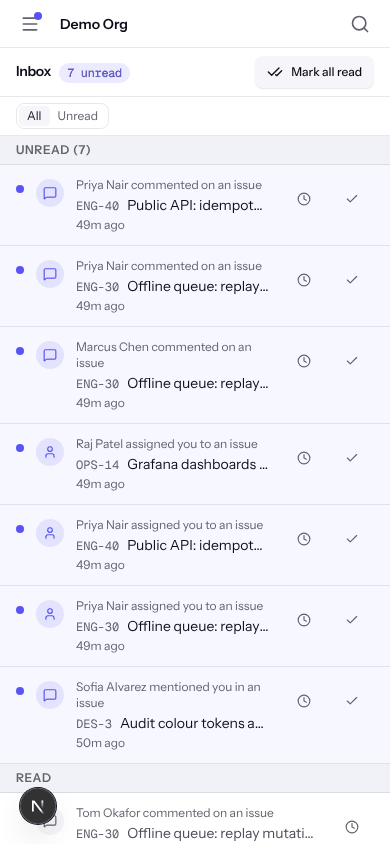 Demo Org
Inbox 7 unread Mark all read
All Unread
UNREAD (7)
Priya Nair commented on an issue
ENG-40 Public API: idempot...
49m ago
Priya Nair commented on an issue
ENG-30 Offline queue: replay...
49m ago
Marcus Chen commented on an
issue
ENG-30 Offline queue: replay...
49m ago
Raj Patel assigned you to an issue
OPS-14 Grafana dashboards ...
49m ago
Priya Nair assigned you to an issue
ENG-40 Public API: idempot...
49m ago
Priya Nair assigned you to an issue
ENG-30 Offline queue: replay...
49m ago
Sofia Alvarez mentioned you in an
issue
DES-3 Audit colour tokens a...
50m ago
READ
N
Tom Okafor commented on an issue
ENG-30 Offline queue: replay mutati...